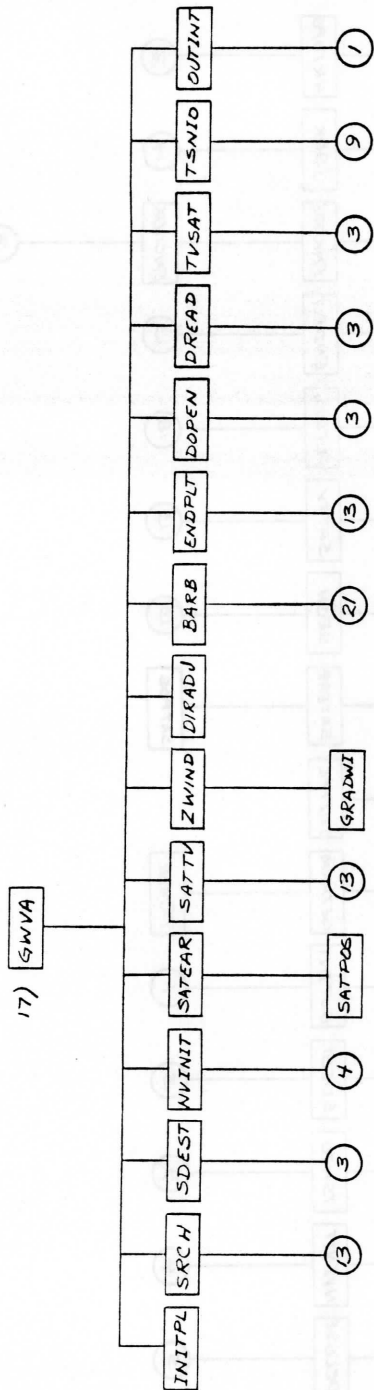 17) GWVA
INITPL
SRCH
SDEST
NVINIT
SATEAR
SATTV
ZWIND
DIRADJ
BARB
ENDPLT
DOPEN
DREAD
TVSAT
TSNIO
OUTINT
13
3
4
SATPOS
13
GRADWI
21
13
3
3
3
9
1